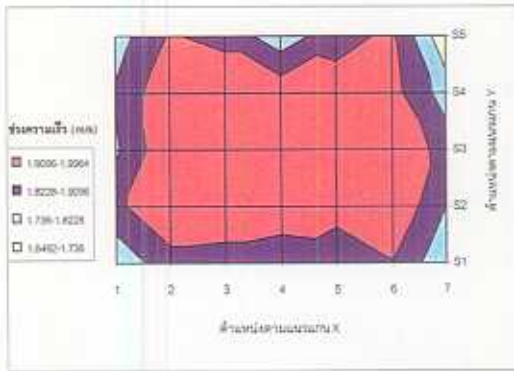 S5
S4
S3
S2
S1
ตำแหน่งตามแนวแกน Y
ช่วงความเร็ว (m/s)
1.9096-1.9964
1.8228-1.9096
1.736-1.8228
1.6492-1.736
1 2 3 4 5 6 7
ตำแหน่งตามแนวแกน X